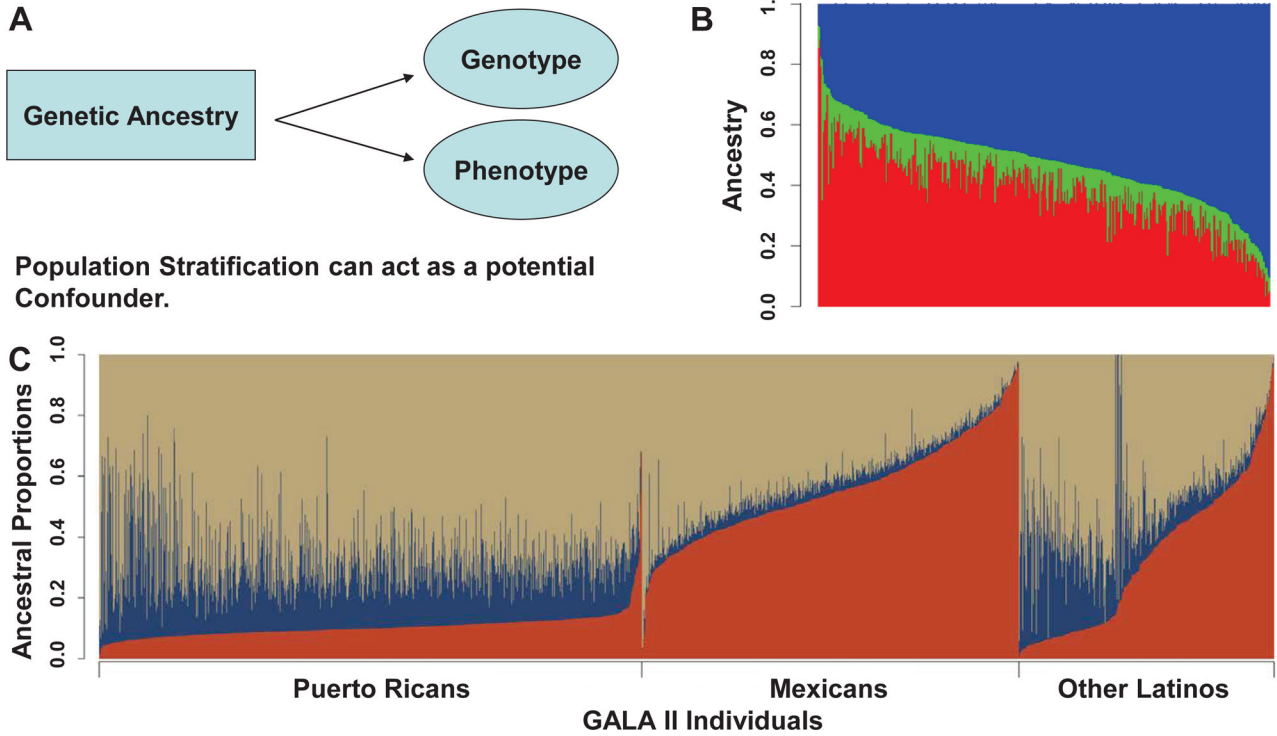 A
Genetic Ancestry
Genotype
Phenotype
Population Stratification can act as a potential
Confounder.
B
Ancestry
1.0
0.8
0.6
0.4
0.2
0.0
C
Ancestral Proportions
1.0
0.8
0.6
0.4
0.2
0.0
Puerto Ricans
Mexicans
Other Latinos
GALA II Individuals